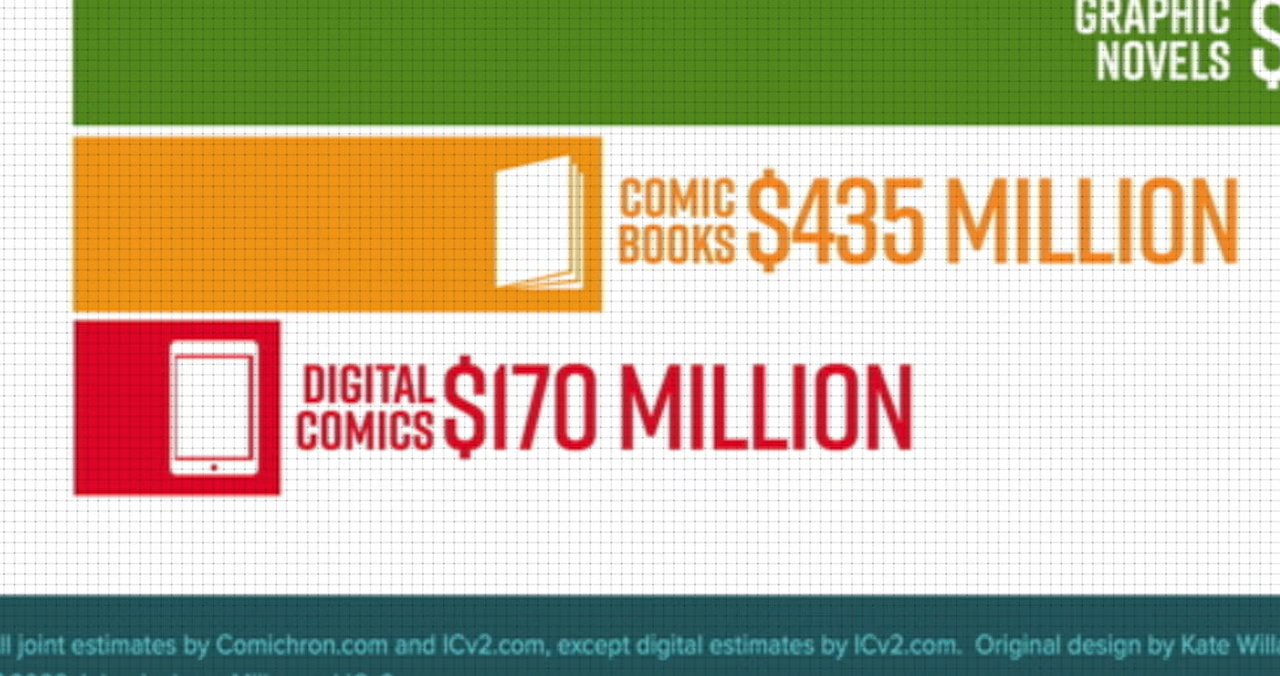 GRAPHIC
NOVELS $
COMIC
BOOKS $435 MILLION
DIGITAL
COMICS $170 MILLION
joint estimates by Comichron.com and ICv2.com, except digital estimates by ICv2.com. Original design by Kate